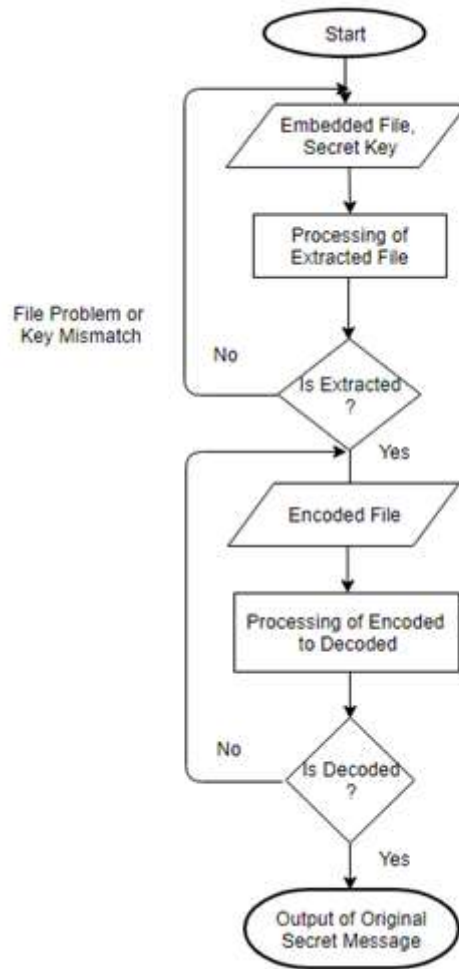 Start
Embedded File,
Secret Key
Processing of
Extracted File
File Problem or
Key Mismatch
No
Is Extracted
?
Yes
Encoded File
Processing of Encoded
to Decoded
No
Is Decoded
?
Yes
Output of Original
Secret Message